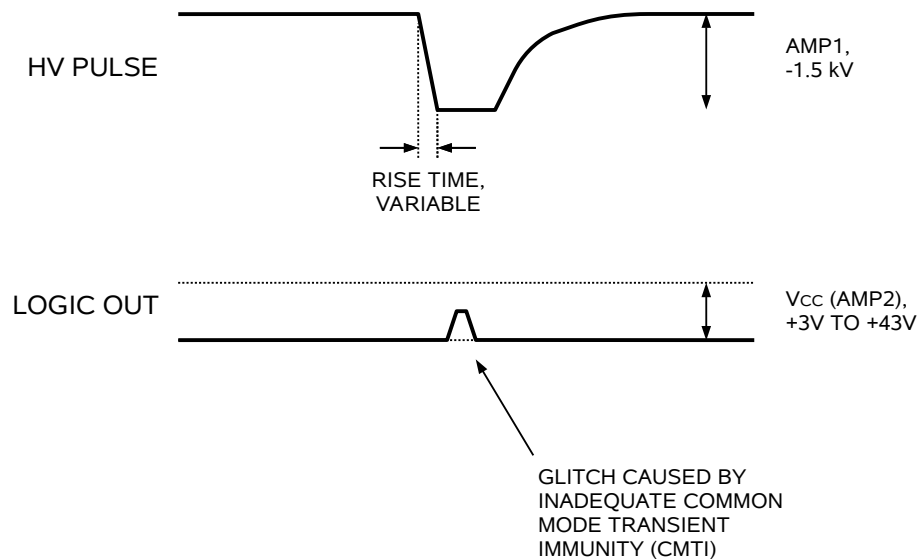 HV PULSE
AMP1,
-1.5 kV
RISE TIME,
VARIABLE
LOGIC OUT
VCC (AMP2),
+3V TO +43V
GLITCH CAUSED BY
INADEQUATE COMMON
MODE TRANSIENT
IMMUNITY (CMTI)